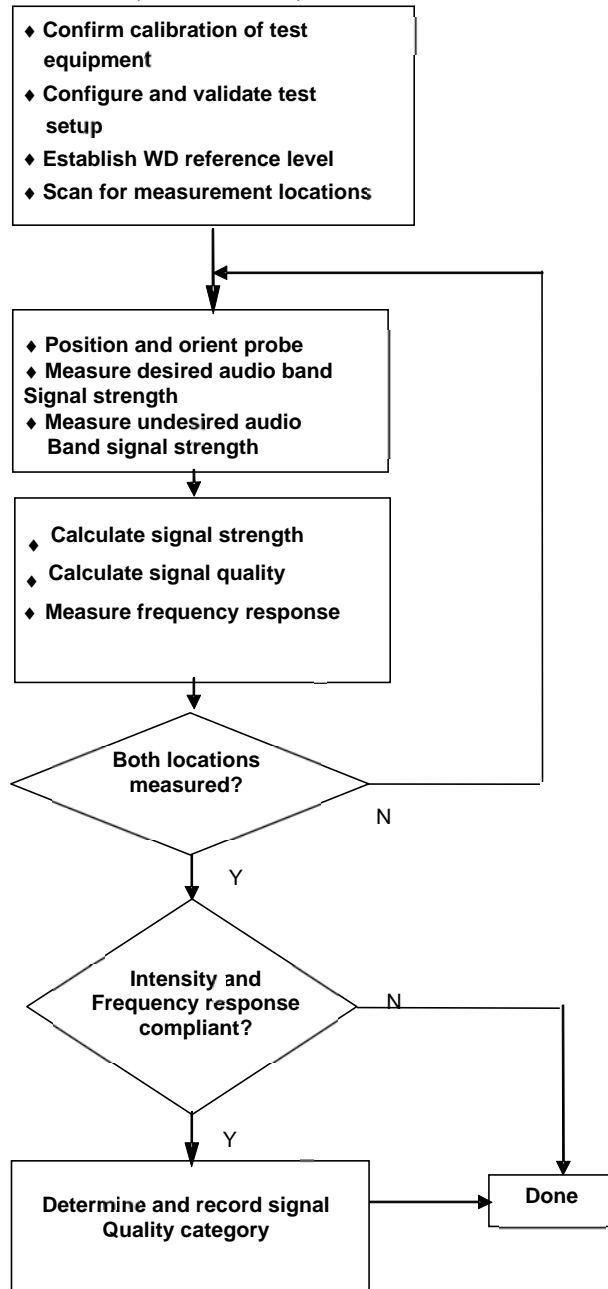 ♦ Confirm calibration of test
equipment
♦ Configure and validate test
setup
♦ Establish WD reference level
♦ Scan for measurement locations
♦ Position and orient probe
♦ Measure desired audio band
Signal strength
♦ Measure undesired audio
Band signal strength
♦ Calculate signal strength
♦ Calculate signal quality
♦ Measure frequency response
Both locations
measured?
N
Y
Intensity and
Frequency response
compliant?
N
Y
Determine and record signal
Quality category
Done